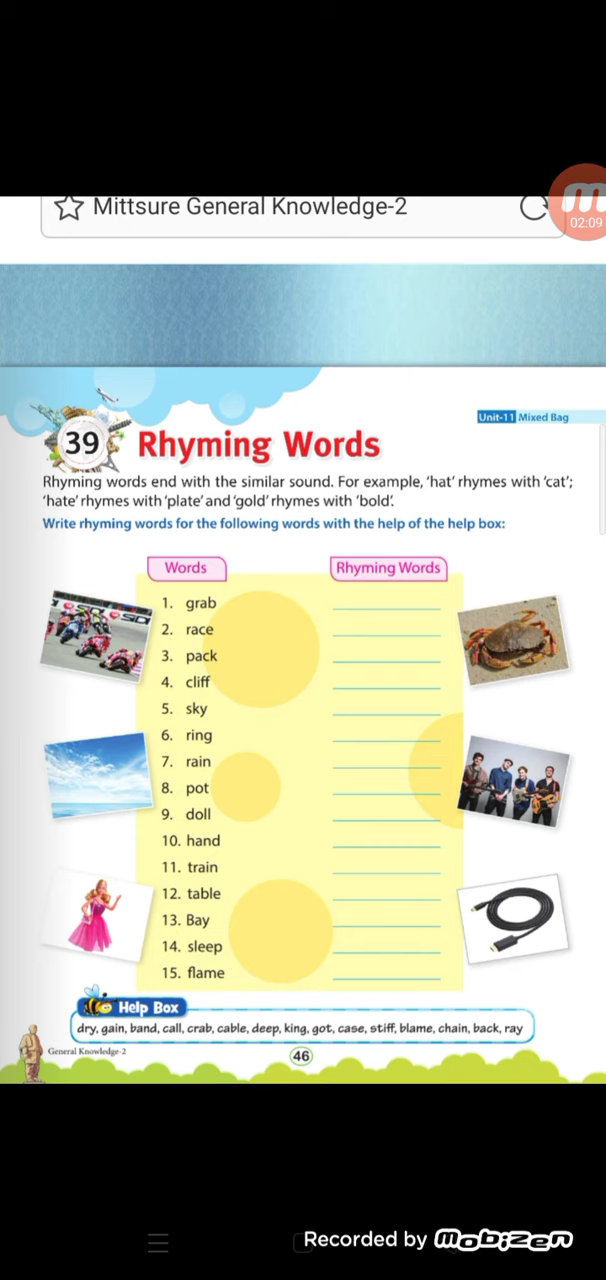 Mittsure General Knowledge-2
02:09
Unit-11 Mixed Bag
39 Rhyming Words
Rhyming words end with the similar sound. For example, ‘hat’ rhymes with ‘cat’;
‘hate’ rhymes with ‘plate’ and ‘gold’ rhymes with ‘bold’.
Write rhyming words for the following words with the help of the help box:
Words Rhyming Words
1. grab
2. race
3. pack
4. cliff
5. sky
6. ring
7. rain
8. pot
9. doll
10. hand
11. train
12. table
13. Bay
14. sleep
15. flame
Help Box
dry, gain, band, call, crab, cable, deep, king, got, case, stiff, blame, chain, back, ray
General Knowledge-2
46
Recorded by mobizen